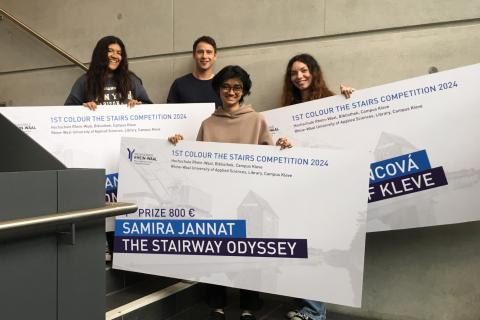 1ST COLOUR THE STAIRS COMPETITION 2024
Hochschule Rhein-Waal, Bibliothek, Campus Kleve
Rhine-Waal University of Applied Sciences, Library, Campus Kleve
1ST COLOUR THE STAIRS COMPETITION 2024
Hochschule Rhein-Waal, Bibliothek, Campus Kleve
Rhine-Waal University of Applied Sciences, Library, Campus Kleve
NCOVÁ
F KLEVE
RHEIN-WAAL
1ST COLOUR THE STAIRS COMPETITION 2024
Hochschule Rhein-Waal, Bibliothek, Campus Kleve
Rhine-Waal University of Applied Sciences, Library, Campus Kleve
PRIZE 800 €
SAMIRA JANNAT
THE STAIRWAY ODYSSEY